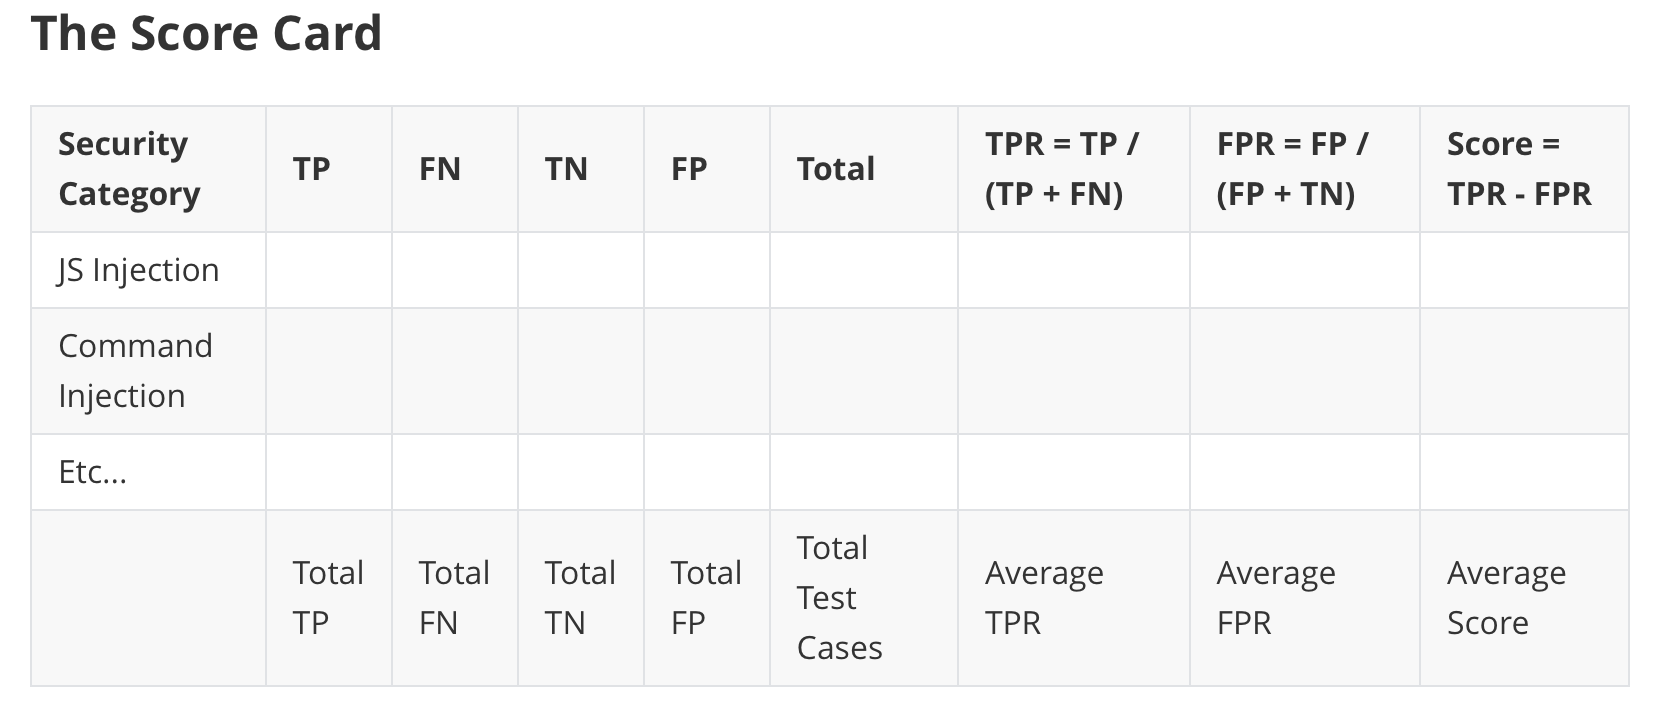 The Score Card
Security Category TP FN TN FP Total TPR = TP / (TP + FN) FPR = FP / (FP + TN) Score = TPR - FPR
JS Injection
Command Injection
Etc...
Total TP Total FN Total TN Total FP Total Test Cases Average TPR Average FPR Average Score